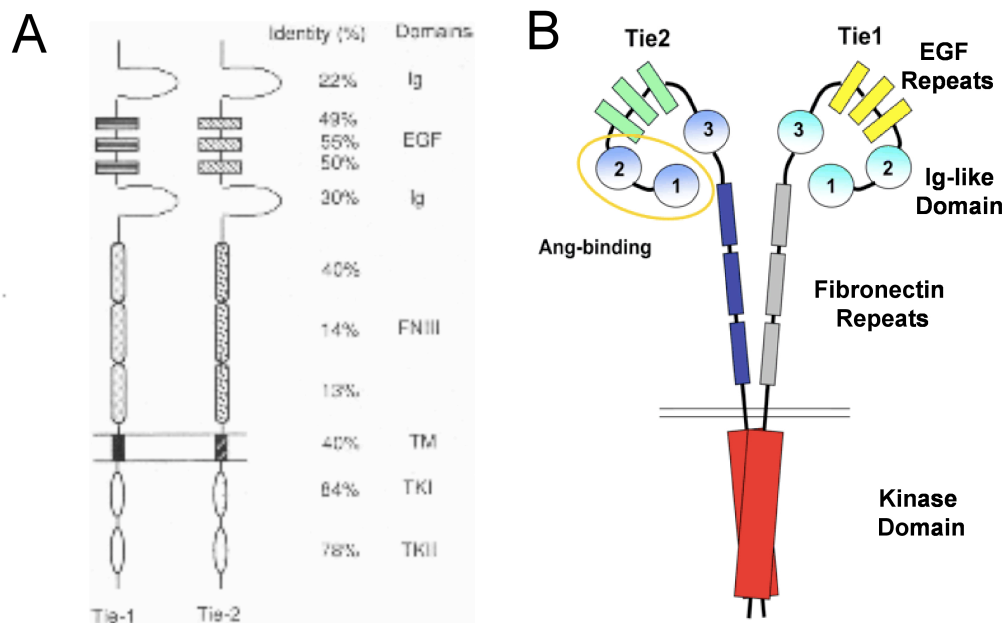 A
Identity (%) Domains
22% Ig
49%
55% EGF
50%
30% Ig
40%
14% FNIII
13%
40% TM
84% TKI
78% TKII
Tie-1 Tie-2
B
Tie2 Tie1
EGF
Repeats
3 3
2 1
1 2
Ig-like
Domain
Ang-binding
Fibronectin
Repeats
Kinase
Domain